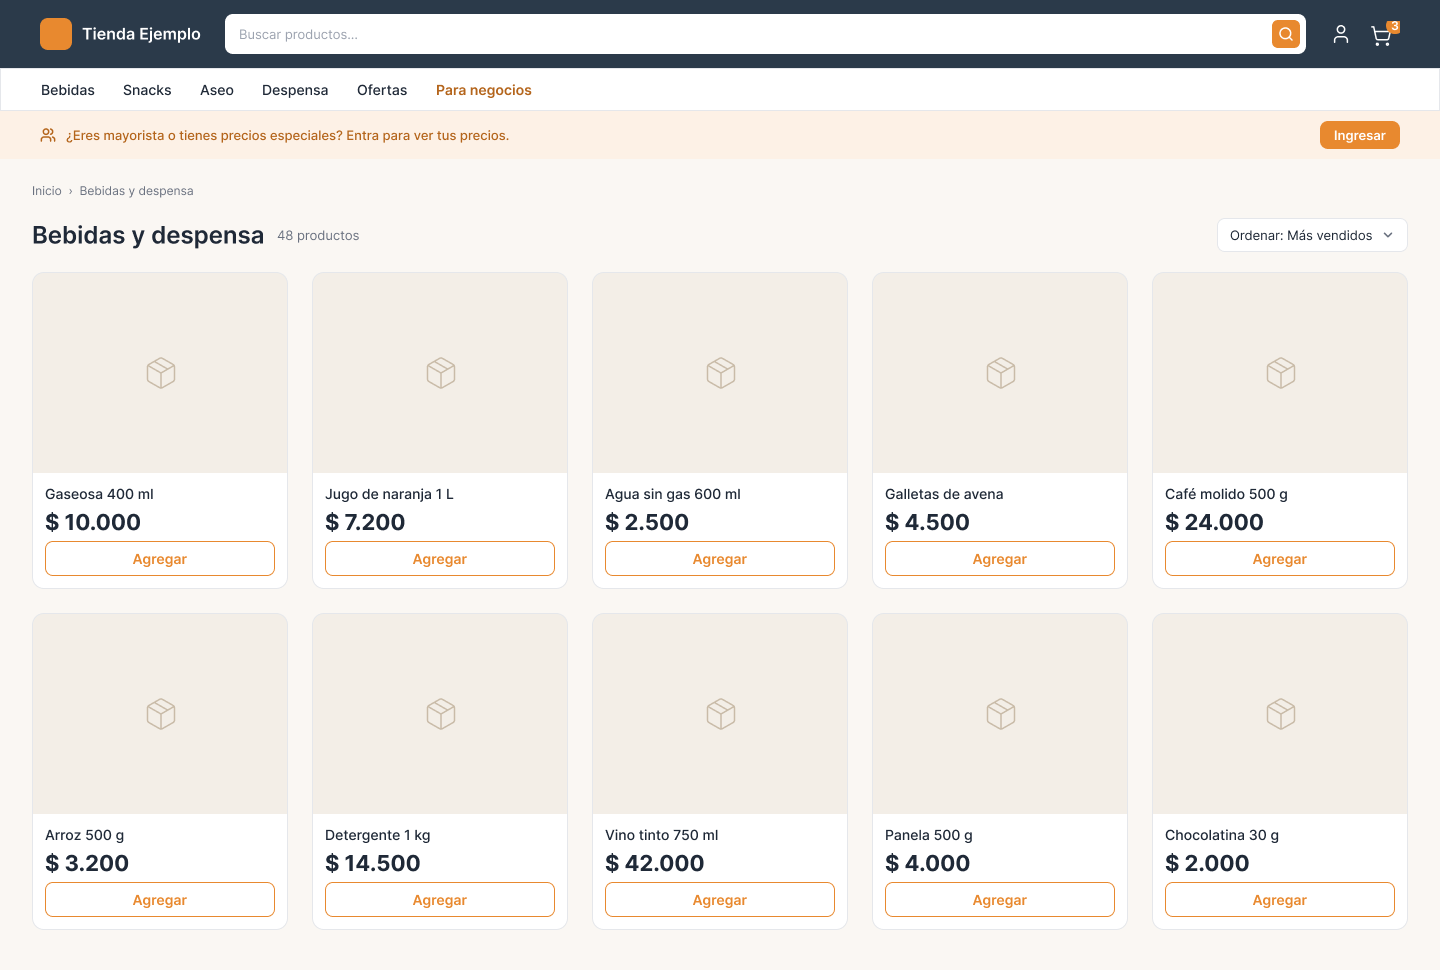 Tienda Ejemplo
Buscar productos...
3
Bebidas Snacks Aseo Despensa Ofertas Para negocios
¿Eres mayorista o tienes precios especiales? Entra para ver tus precios.
Ingresar
Inicio › Bebidas y despensa
Bebidas y despensa 48 productos
Ordenar: Más vendidos
Gaseosa 400 ml
$ 10.000
Agregar
Jugo de naranja 1 L
$ 7.200
Agregar
Agua sin gas 600 ml
$ 2.500
Agregar
Galletas de avena
$ 4.500
Agregar
Café molido 500 g
$ 24.000
Agregar
Arroz 500 g
$ 3.200
Agregar
Detergente 1 kg
$ 14.500
Agregar
Vino tinto 750 ml
$ 42.000
Agregar
Panela 500 g
$ 4.000
Agregar
Chocolatina 30 g
$ 2.000
Agregar